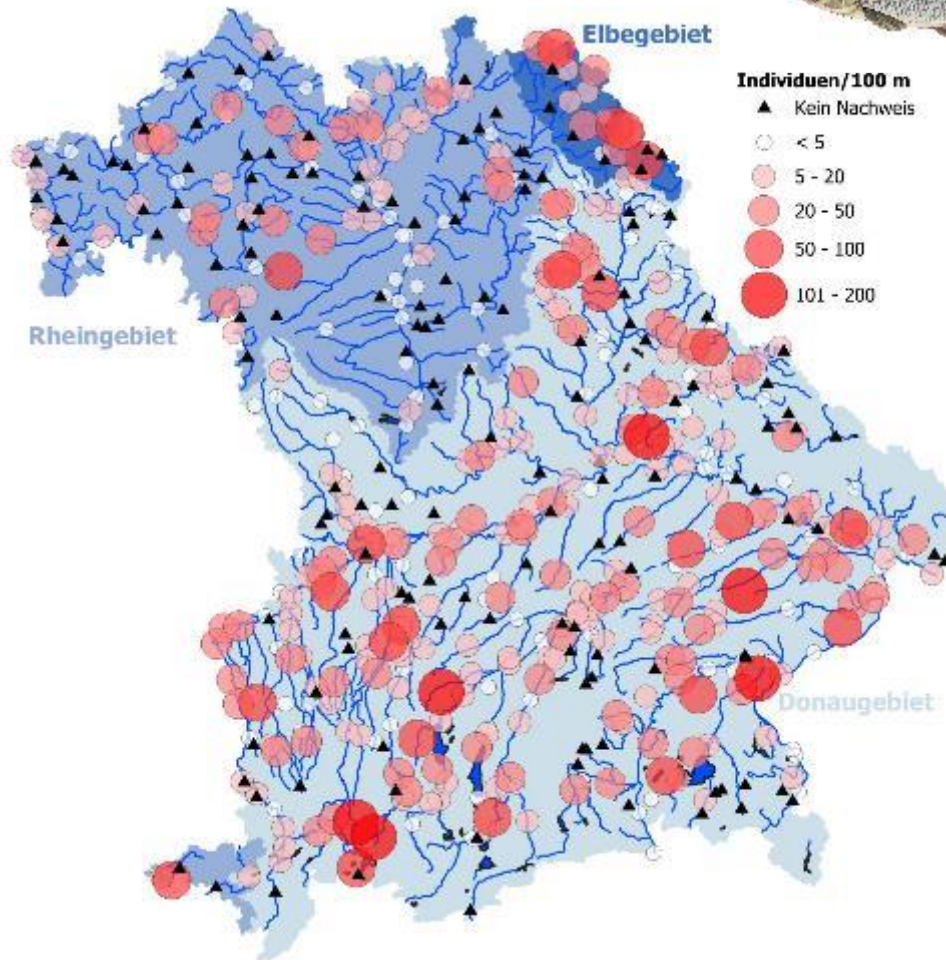 Elbegebiet
Individuen/100 m
Kein Nachweis
< 5
5 - 20
20 - 50
50 - 100
101 - 200
Rheingebiet
Donaugebiet